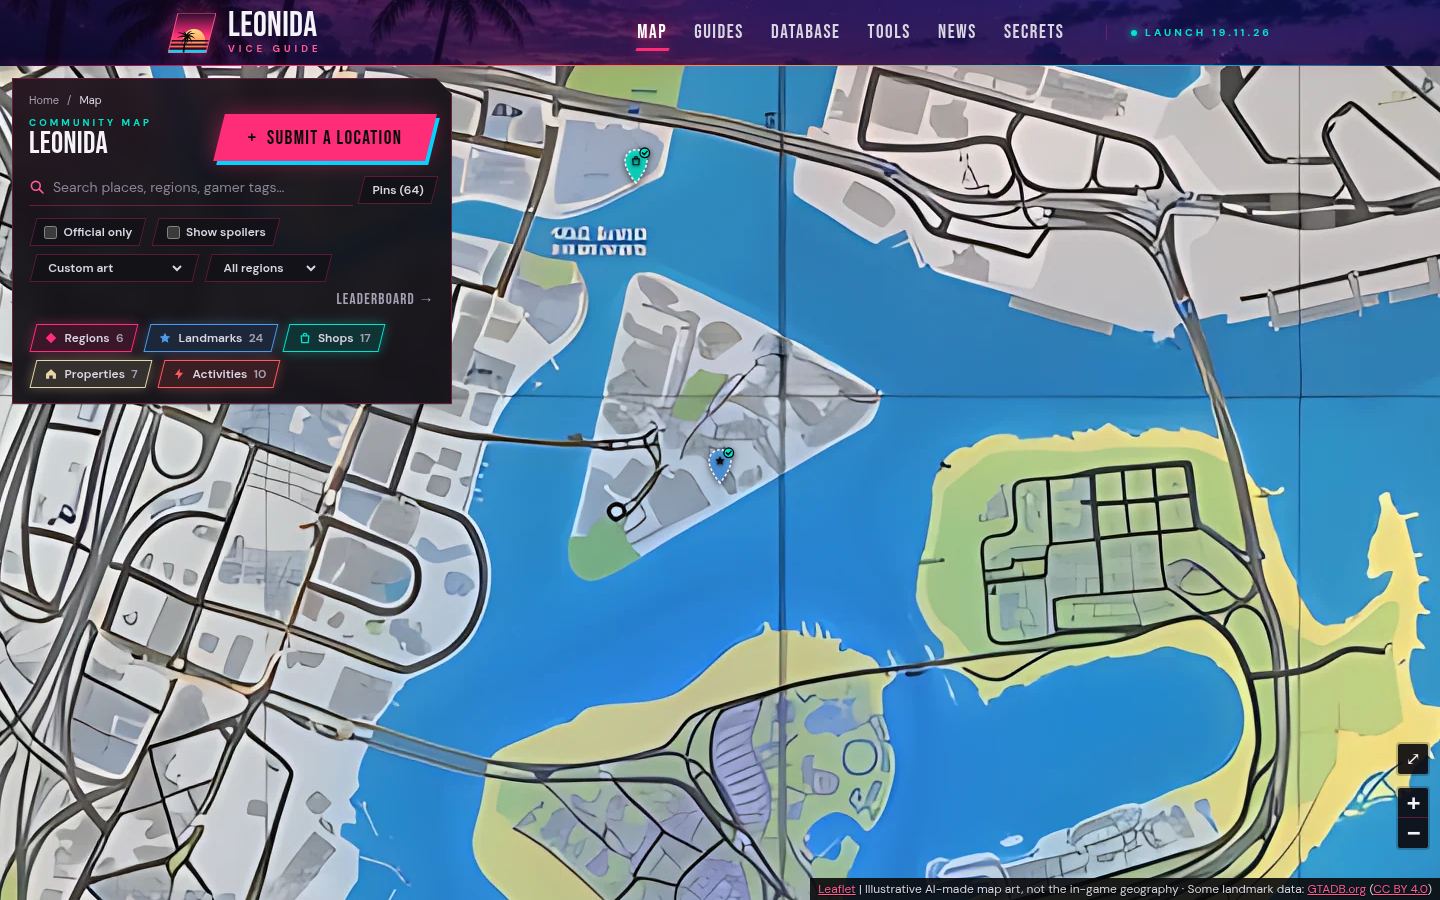 LEONIDA
VICE GUIDE
MAP
GUIDES
DATABASE
TOOLS
NEWS
SECRETS
LAUNCH 19.11.26
Home / Map
COMMUNITY MAP
LEONIDA
+ SUBMIT A LOCATION
Search places, regions, gamer tags...
Pins (64)
Official only
Show spoilers
Custom art
All regions
LEADERBOARD →
Regions 6
Landmarks 24
Shops 17
Properties 7
Activities 10
+
−
Leaflet | Illustrative AI-made map art, not the in-game geography · Some landmark data: GTADB.org (CC BY 4.0)